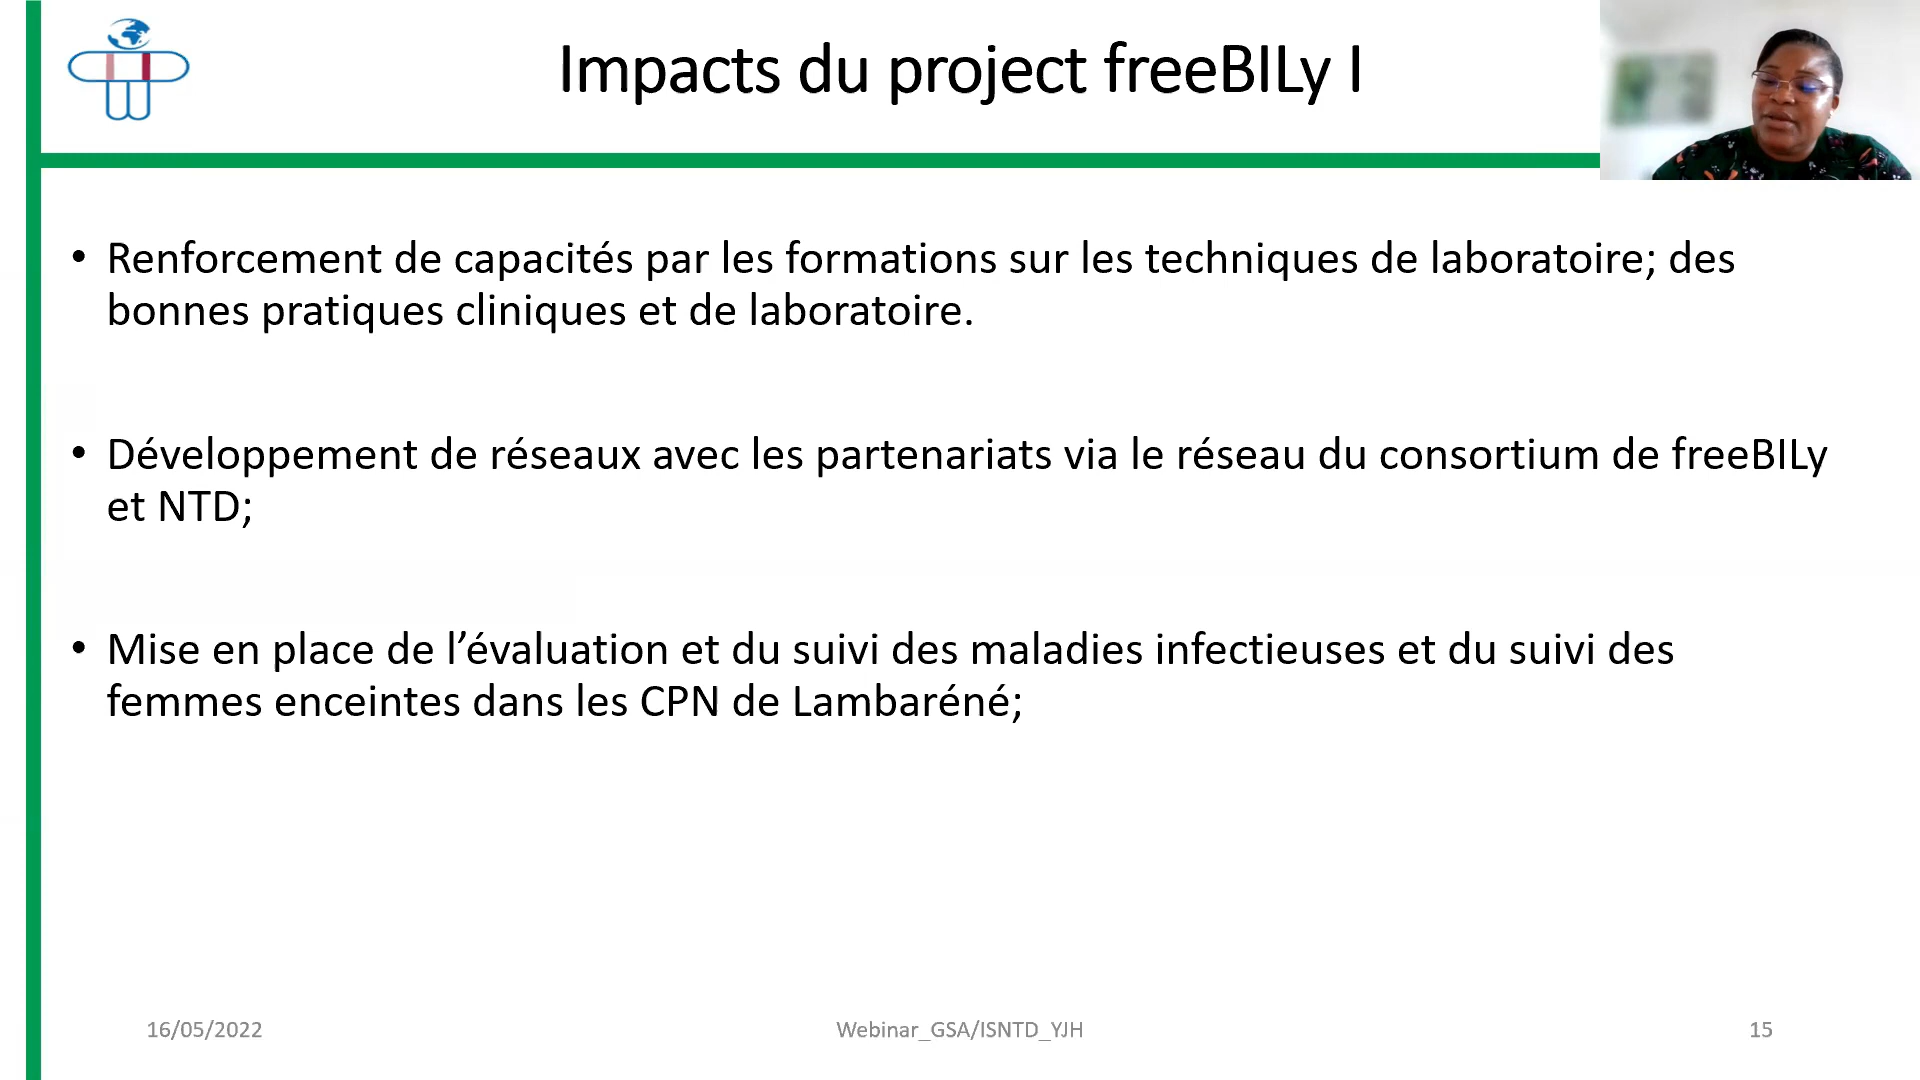 Impacts du project freeBILy I
• Renforcement de capacités par les formations sur les techniques de laboratoire; des
bonnes pratiques cliniques et de laboratoire.
• Développement de réseaux avec les partenariats via le réseau du consortium de freeBILy
et NTD;
• Mise en place de l’évaluation et du suivi des maladies infectieuses et du suivi des
femmes enceintes dans les CPN de Lambaréné;
16/05/2022
Webinar_GSA/ISNTD_YJH
15